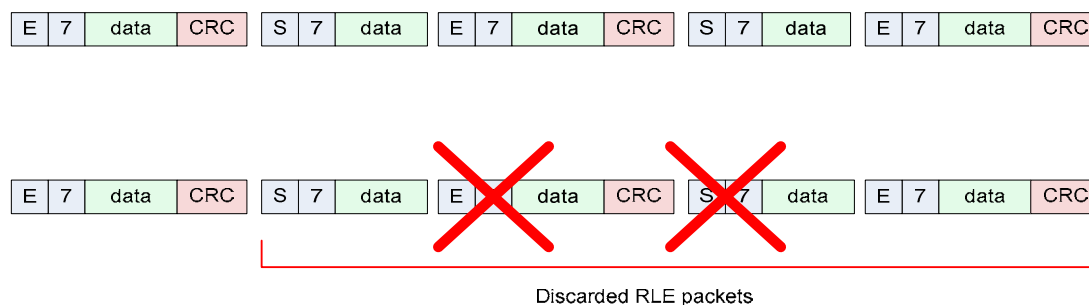 E 7 data CRC S 7 data E 7 data CRC S 7 data E 7 data CRC
E 7 data CRC S 7 data E data CRC S 7 data E 7 data CRC
Discarded RLE packets